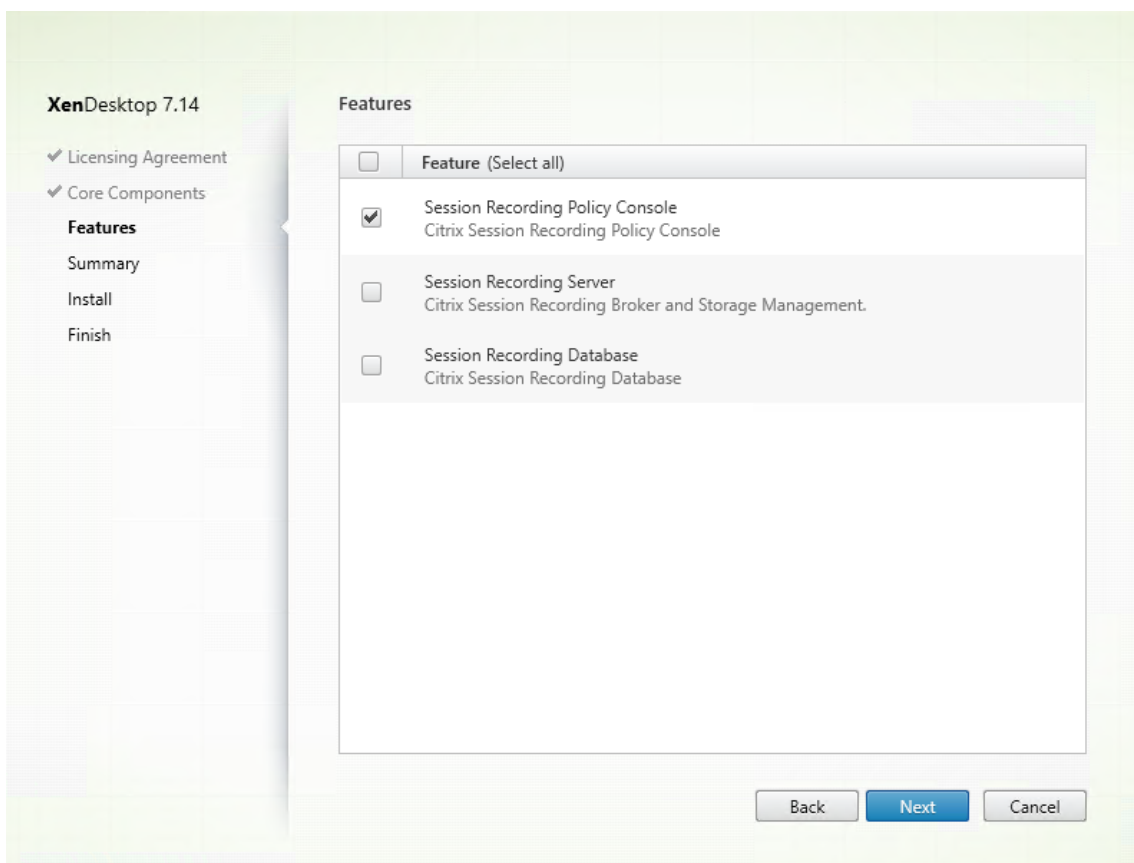 XenDesktop 7.14
Licensing Agreement
Core Components
Features
Summary
Install
Finish
Features
Feature (Select all)
Session Recording Policy Console
Citrix Session Recording Policy Console
Session Recording Server
Citrix Session Recording Broker and Storage Management.
Session Recording Database
Citrix Session Recording Database
Back
Next
Cancel